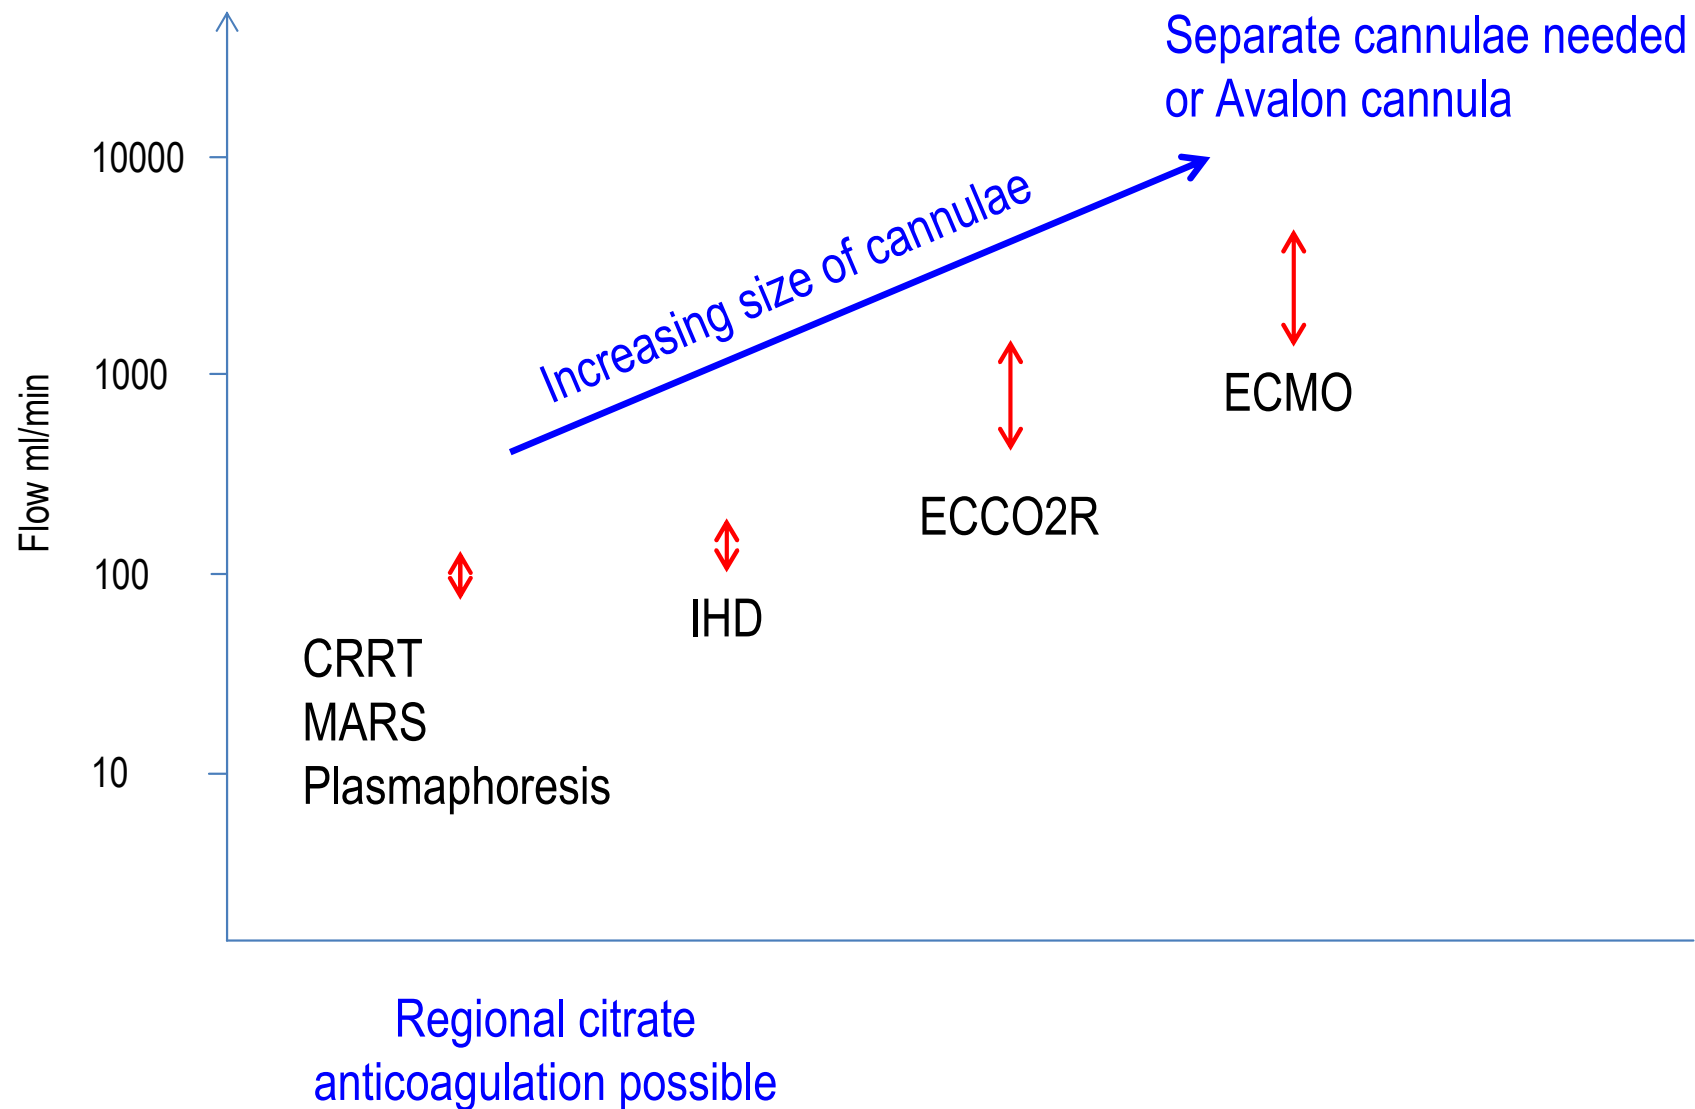 Separate cannulae needed
or Avalon cannula
10000
Increasing size of cannulae
1000
ECMO
Flow ml/min
ECCO2R
100
IHD
CRRT
MARS
10
Plasmaphoresis
Regional citrate
anticoagulation possible